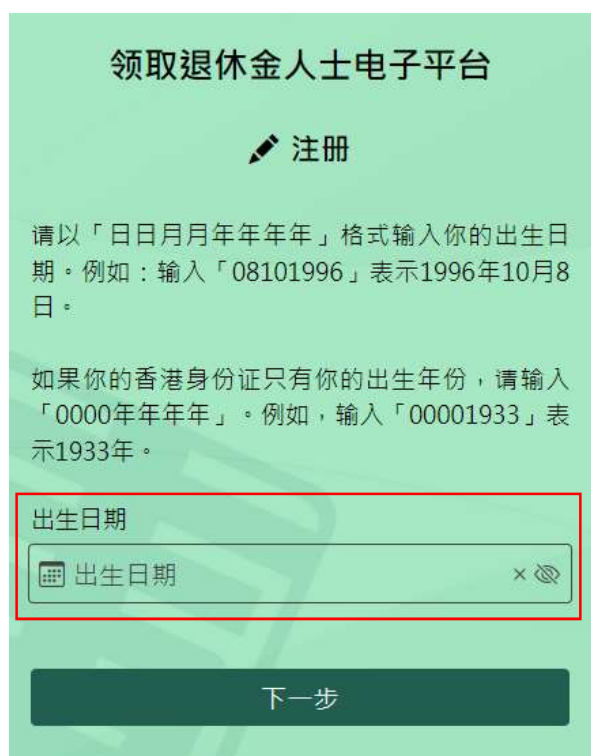 领取退休金人士电子平台
注册
请以「日日月月年年年年」格式输入你的出生日
期。例如：输入「08101996」表示1996年10月8
日。
如果你的香港身份证只有你的出生年份，请输入
「0000年年年年」。例如，输入「00001933」表
示1933年。
出生日期
出生日期
下一步